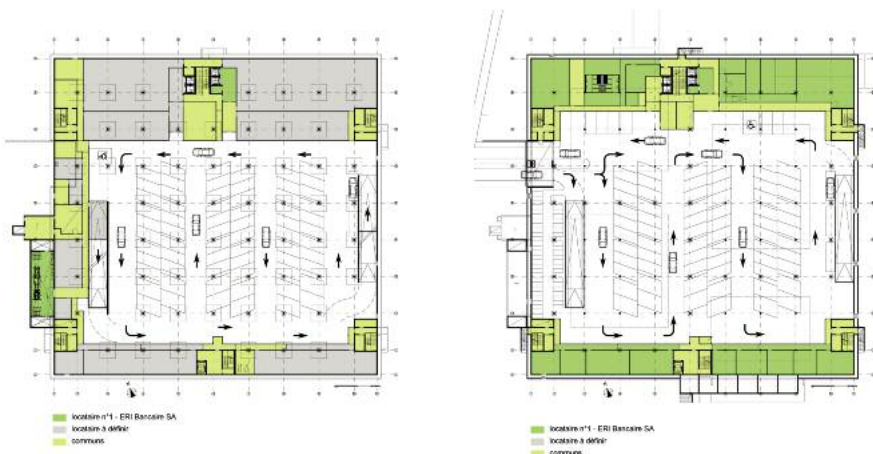 locataire n°1 - ERI Bancaire SA
locataire à définir
communs
locataire n°1 - ERI Bancaire SA
locataire à définir
communs